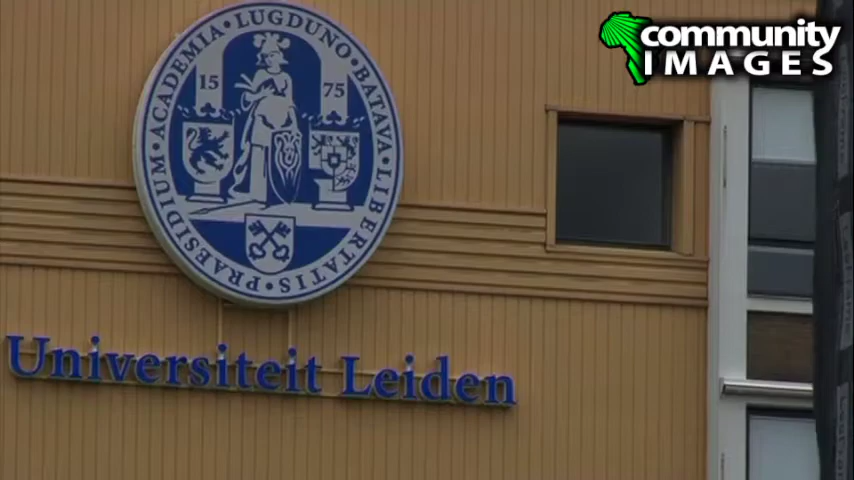 community
IMAGES
ACADEMIA • LUGDUNO • BATAVA • LIBERTATIS • PRAESIDIUM •
15 75
Universiteit Leiden